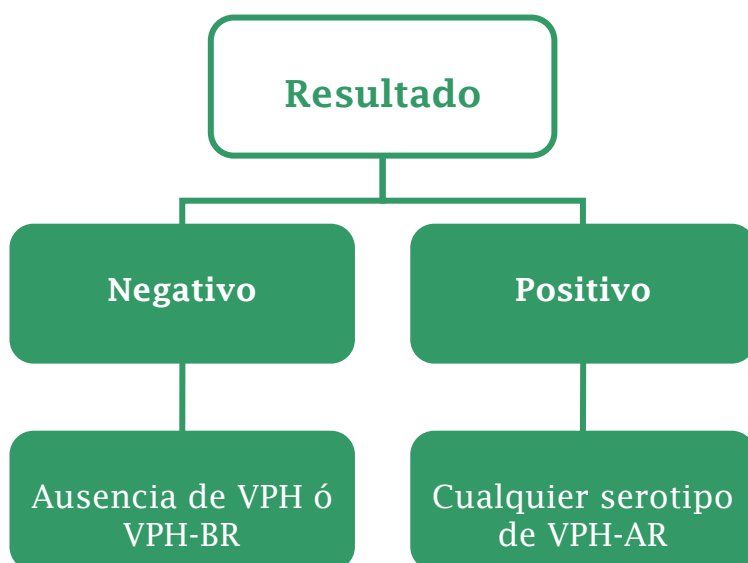 Resultado
Negativo
Positivo
Ausencia de VPH ó
VPH-BR
Cualquier serotipo
de VPH-AR